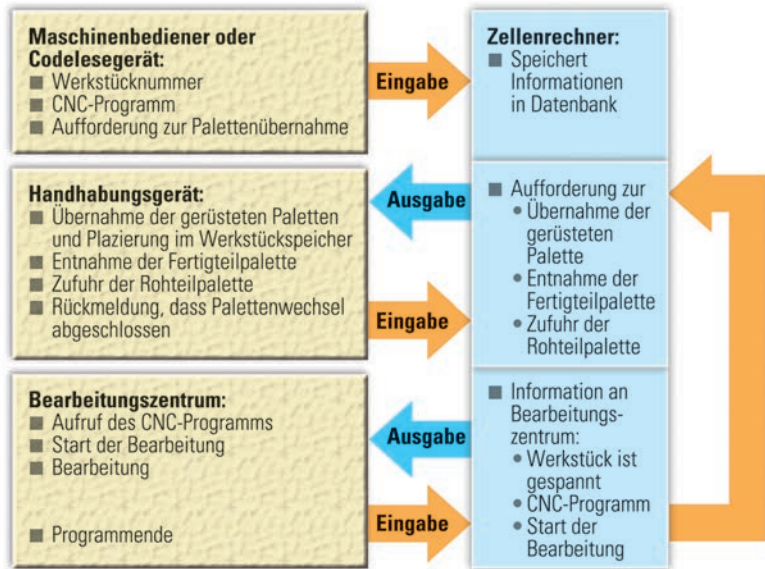 Maschinenbediener oder
Codelesegerät:
■ Werkstücknummer
■ CNC-Programm
■ Aufforderung zur Palettenübernahme
Eingabe
Zellenrechner:
■ Speichert
Informationen
in Datenbank
Handhabungsgerät:
■ Übernahme der gerüsteten Paletten
und Plazierung im Werkstückspeicher
■ Entnahme der Fertigteilpalette
■ Zufuhr der Rohteilpalette
■ Rückmeldung, dass Palettenwechsel
abgeschlossen
Ausgabe
Eingabe
■ Aufforderung zur
• Übernahme der
gerüsteten
Palette
• Entnahme der
Fertigteilpalette
• Zufuhr der
Rohteilpalette
Bearbeitungszentrum:
■ Aufruf des CNC-Programms
■ Start der Bearbeitung
■ Bearbeitung
■ Programmende
Ausgabe
Eingabe
■ Information an
Bearbeitungs-
zentrum:
• Werkstück ist
gespannt
• CNC-Programm
• Start der
Bearbeitung